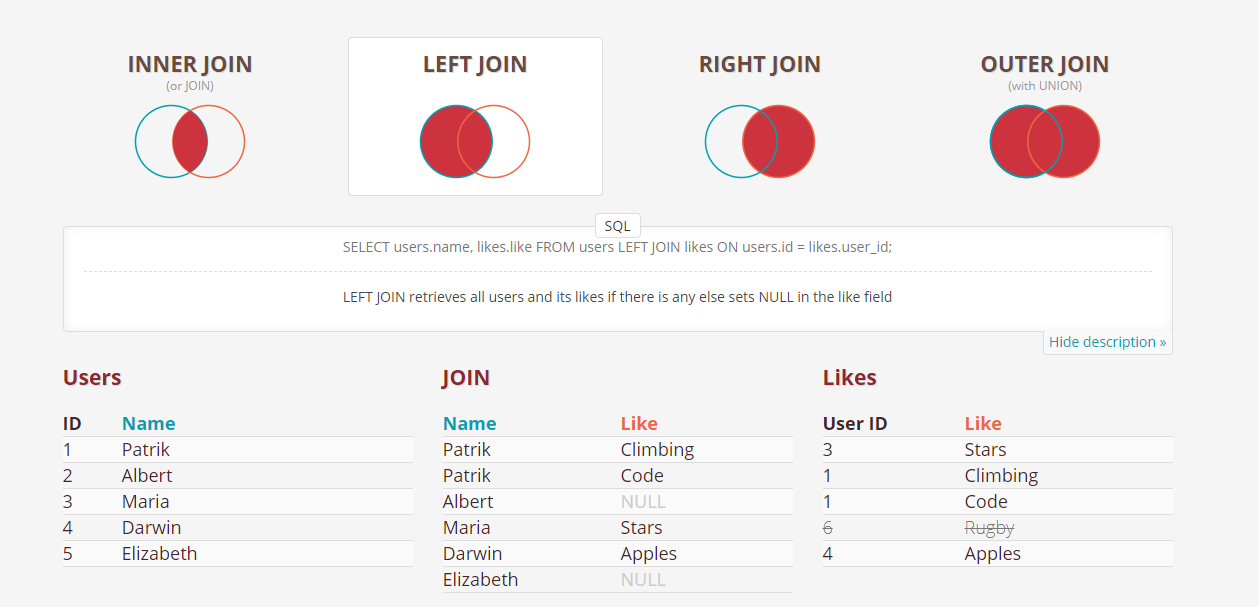 INNER JOIN
(or JOIN)
LEFT JOIN
RIGHT JOIN
OUTER JOIN
(with UNION)
SQL
SELECT users.name, likes.like FROM users LEFT JOIN likes ON users.id = likes.user_id;
LEFT JOIN retrieves all users and its likes if there is any else sets NULL in the like field
Hide description »
Users
ID Name
1 Patrik
2 Albert
3 Maria
4 Darwin
5 Elizabeth
JOIN
Name Like
Patrik Climbing
Patrik Code
Albert NULL
Maria Stars
Darwin Apples
Elizabeth NULL
Likes
User ID Like
3 Stars
1 Climbing
1 Code
6 Rugby
4 Apples